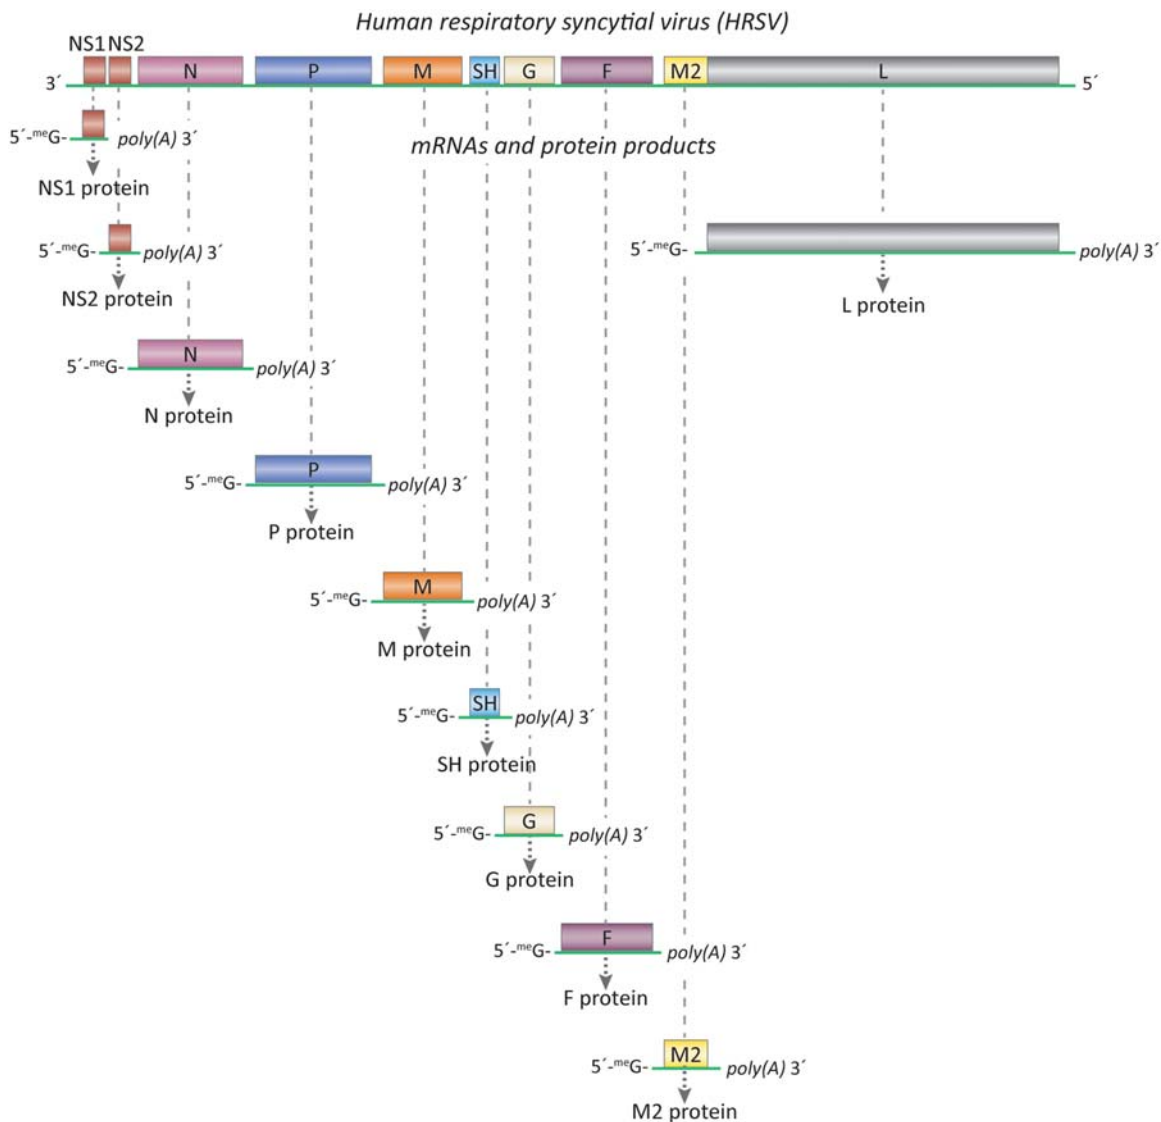 Human respiratory syncytial virus (HRSV)
NS1 NS2
N P M SH G F M2 L
3´ 5´
mRNAs and protein products
5´-meG- poly(A) 3´
NS1 protein
5´-meG- poly(A) 3´
5´-meG- poly(A) 3´
NS2 protein
L protein
N
5´-meG- poly(A) 3´
N protein
P
5´-meG- poly(A) 3´
P protein
M
5´-meG- poly(A) 3´
M protein
SH
5´-meG- poly(A) 3´
SH protein
G
5´-meG- poly(A) 3´
G protein
F
5´-meG- poly(A) 3´
F protein
M2
5´-meG- poly(A) 3´
M2 protein